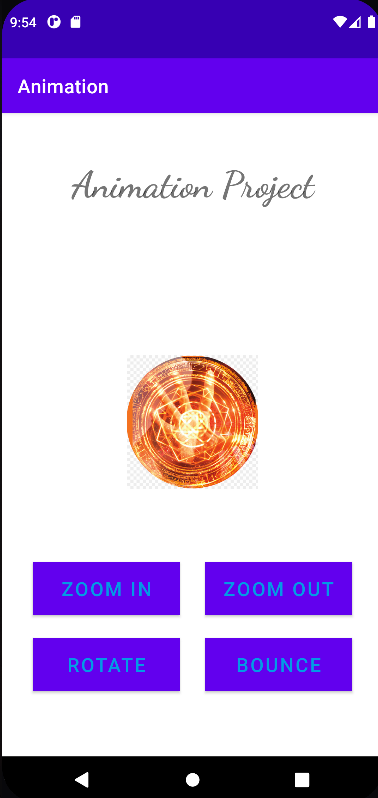 9:54
Animation
Animation Project
ZOOM IN
ZOOM OUT
ROTATE
BOUNCE